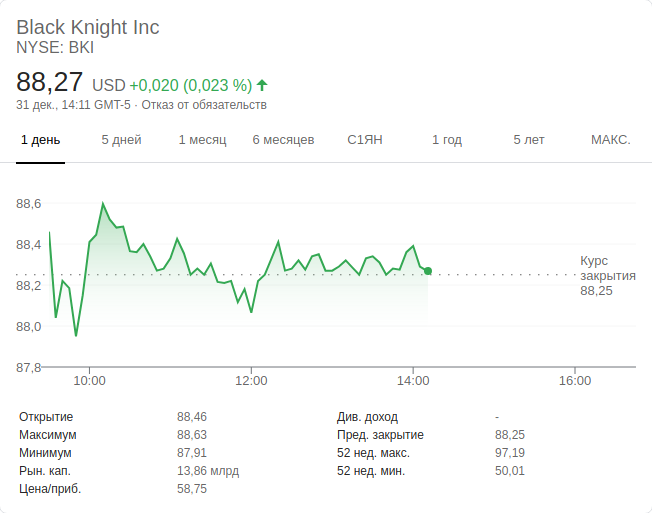 Black Knight Inc
NYSE: BKI
88,27 USD +0,020 (0,023 %)
31 дек., 14:11 GMT-5 · Отказ от обязательств
1 день 5 дней 1 месяц 6 месяцев С1ЯН 1 год 5 лет МАКС.
88,6
88,4
88,2
88,0
87,8
Курс
закрытия
88,25
10:00 12:00 14:00 16:00
Открытие 88,46
Максимум 88,63
Минимум 87,91
Рын. кап. 13,86 млрд
Цена/приб. 58,75
Див. доход -
Пред. закрытие 88,25
52 нед. макс. 97,19
52 нед. мин. 50,01